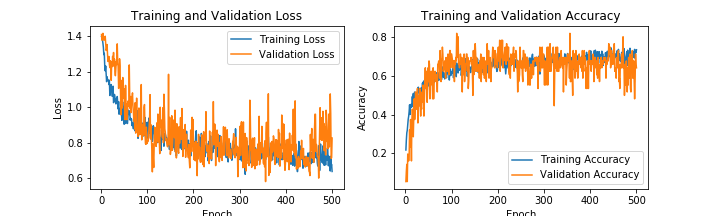 Training and Validation Loss
Loss
1.4
1.2
1.0
0.8
0.6
Training Loss
Validation Loss
0 100 200 300 400 500
Epoch
Training and Validation Accuracy
Accuracy
0.8
0.6
0.4
0.2
Training Accuracy
Validation Accuracy
0 100 200 300 400 500
Epoch